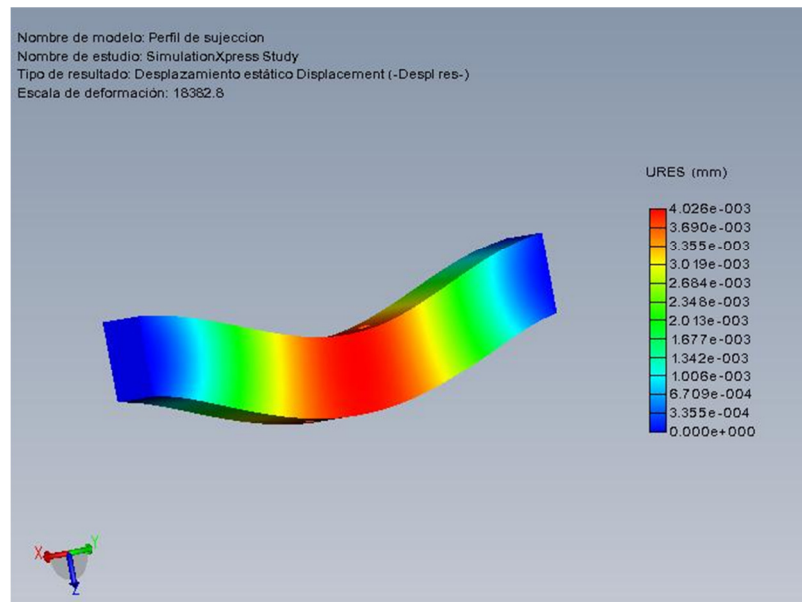 Nombre de modelo: Perfil de sujeccion
Nombre de estudio: SimulationXpress Study
Tipo de resultado: Desplazamiento estático Displacement (-Despl res-)
Escala de deformación: 18382.8
URES (mm)
4.026e-003
3.690e-003
3.355e-003
3.019e-003
2.684e-003
2.348e-003
2.013e-003
1.677e-003
1.342e-003
1.006e-003
6.709e-004
3.355e-004
0.000e+000
X
Y
Z